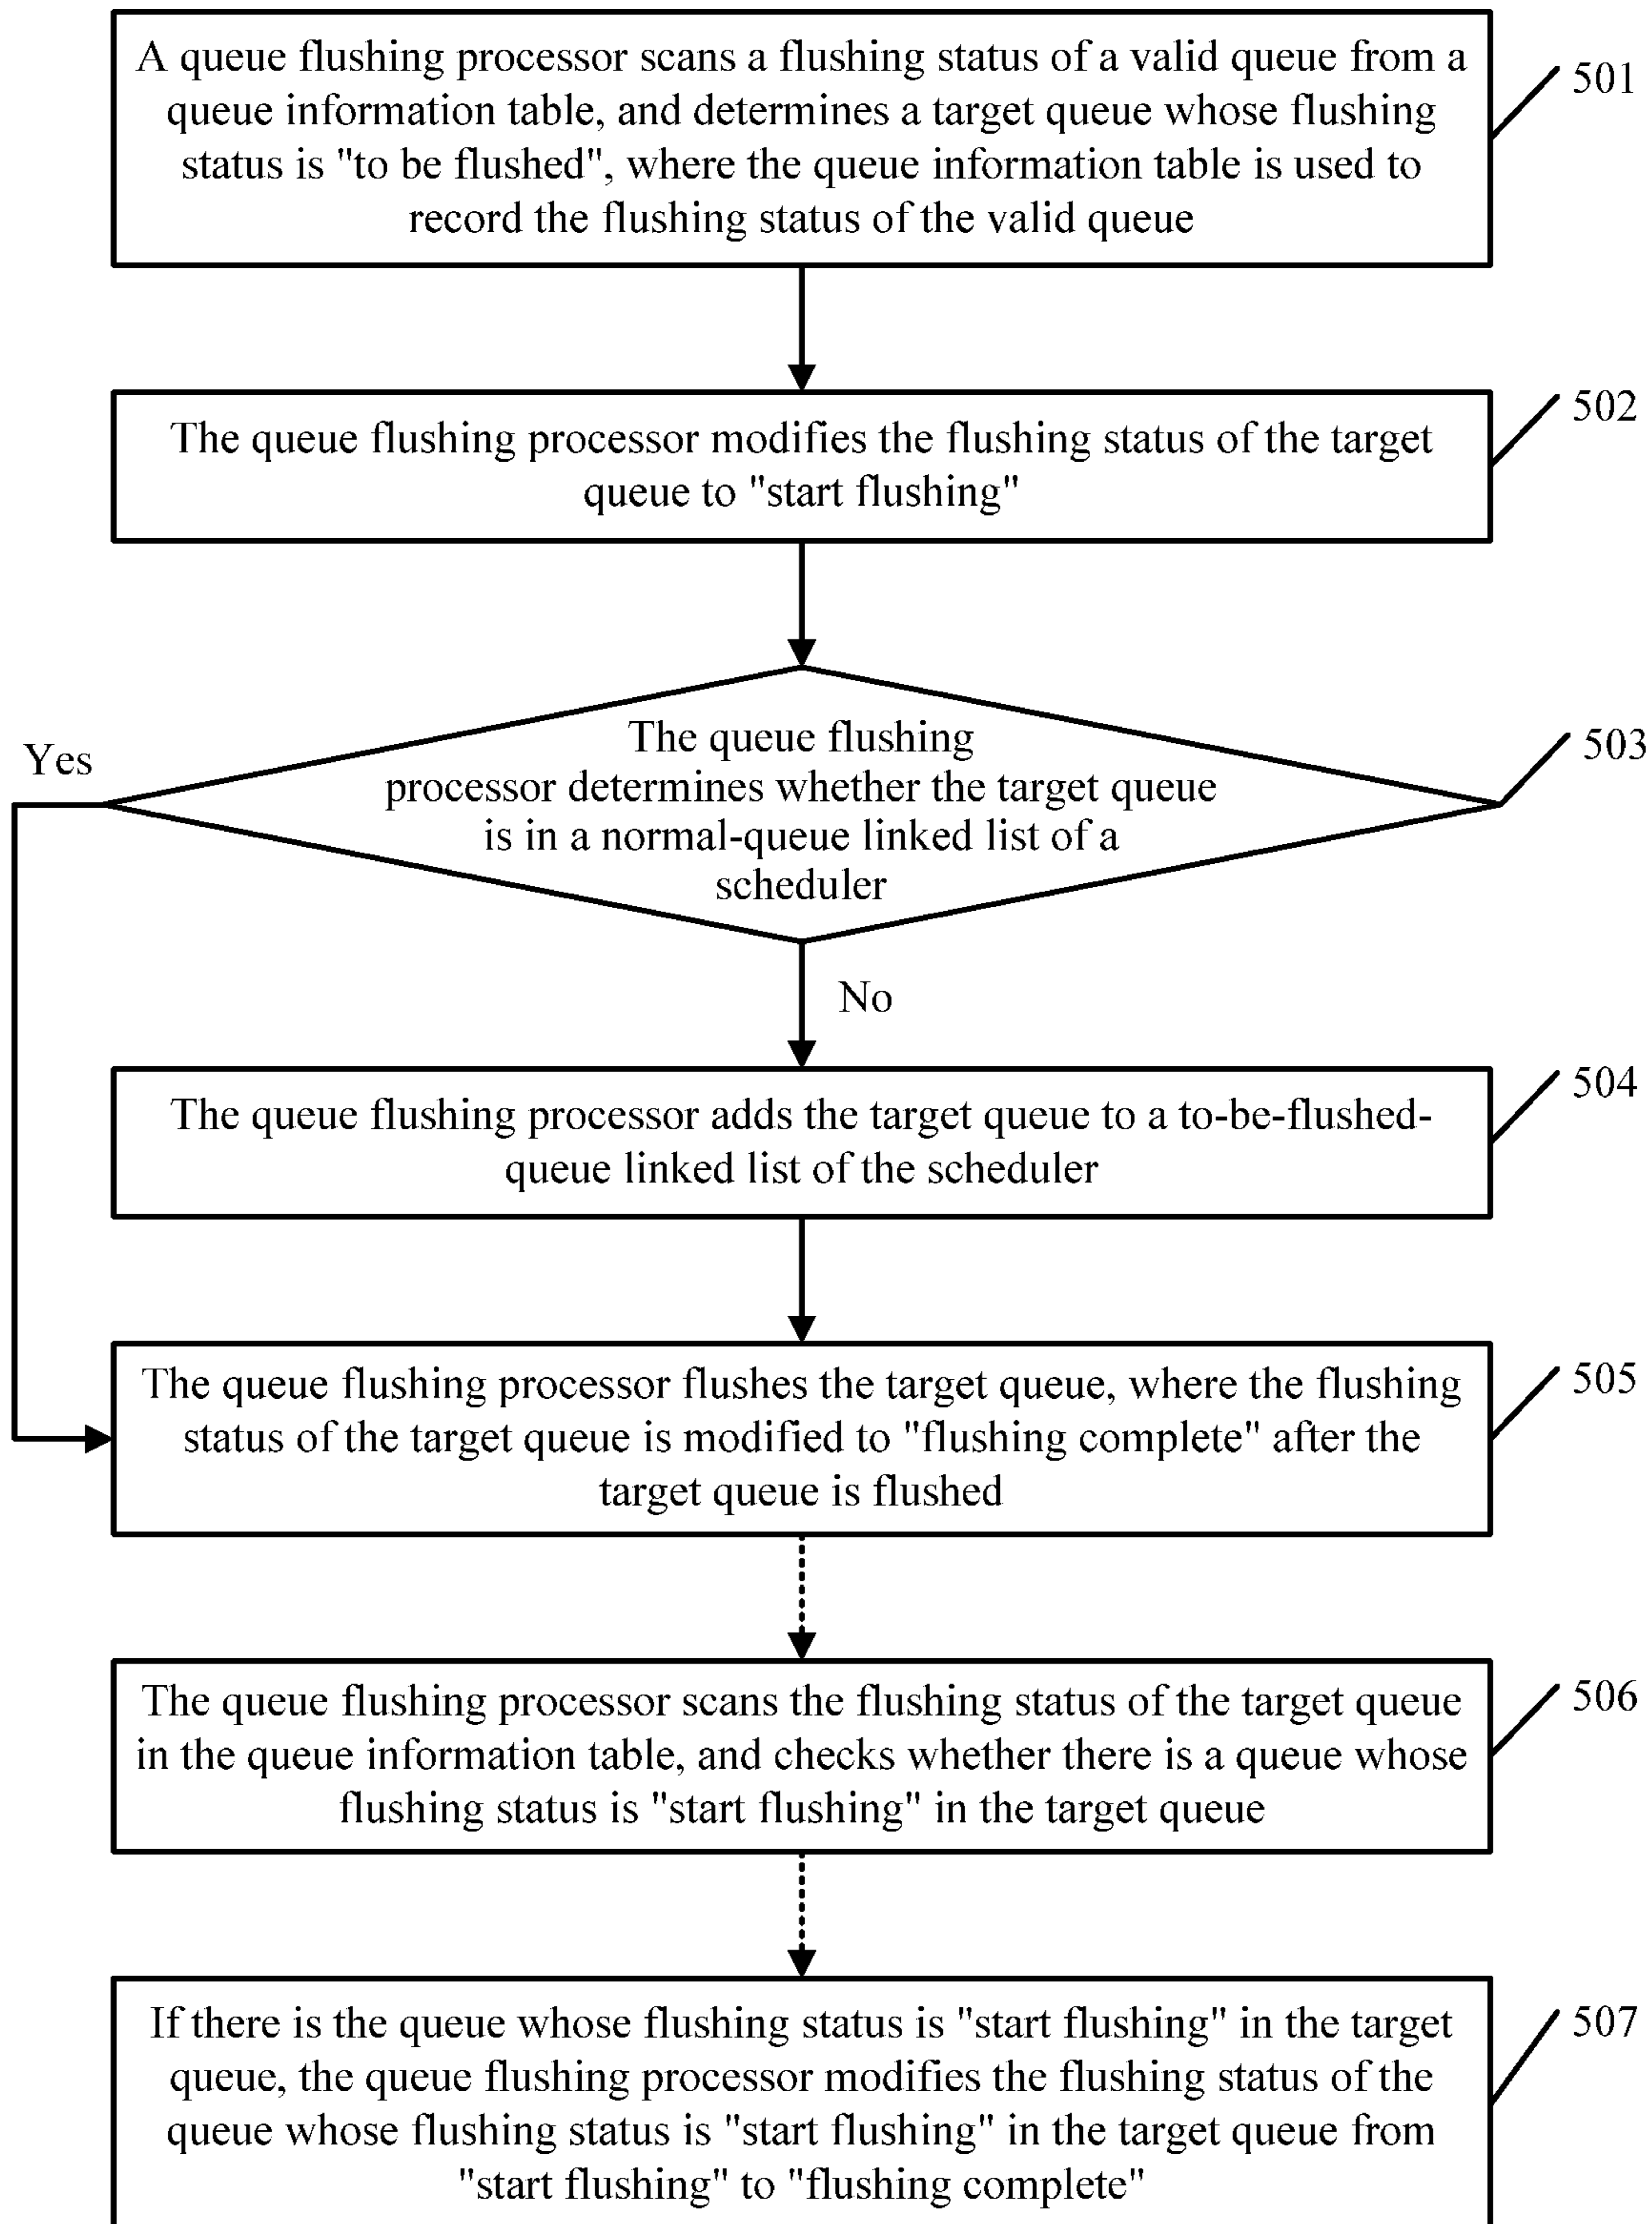 A queue flushing processor scans a flushing status of a valid queue from a
queue information table, and determines a target queue whose flushing
status is "to be flushed", where the queue information table is used to
record the flushing status of the valid queue
501
The queue flushing processor modifies the flushing status of the target
queue to "start flushing"
502
The queue flushing
processor determines whether the target queue
is in a normal-queue linked list of a
scheduler
503
Yes
No
The queue flushing processor adds the target queue to a to-be-flushed-
queue linked list of the scheduler
504
The queue flushing processor flushes the target queue, where the flushing
status of the target queue is modified to "flushing complete" after the
target queue is flushed
505
The queue flushing processor scans the flushing status of the target queue
in the queue information table, and checks whether there is a queue whose
flushing status is "start flushing" in the target queue
506
If there is the queue whose flushing status is "start flushing" in the target
queue, the queue flushing processor modifies the flushing status of the
queue whose flushing status is "start flushing" in the target queue from
"start flushing" to "flushing complete"
507